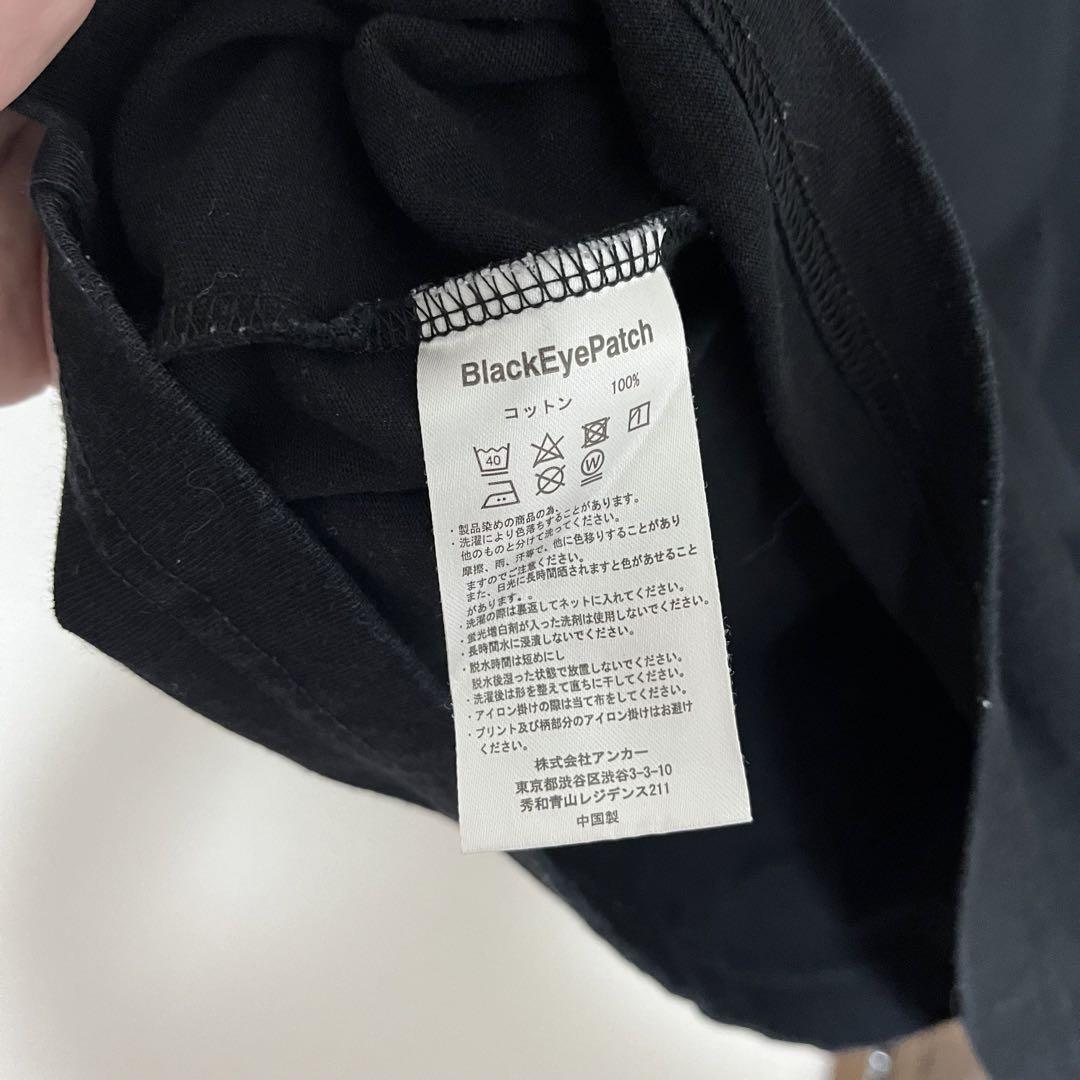 BlackEyePatch
コットン 100%
40
W
・製品染めの商品の為、
・洗濯により色落ちすることがあります。
他のものと分けて洗ってください。
摩擦、雨、汗等で、他に色移りすることがあり
ますのでご注意ください。
また、日光に長時間晒されますと色があせること
があります。。
・洗濯の際は裏返してネットに入れてください。
・蛍光増白剤が入った洗剤は使用しないでください。
・長時間水に浸漬しないでください。
・脱水時間は短めにし
脱水後湿った状態で放置しないでください。
・洗濯後は形を整えて直ちに干してください。
・アイロン掛けの際は当て布をしてください。
・プリント及び柄部分のアイロン掛けはお避け
ください。
株式会社アンカー
東京都渋谷区渋谷3-3-10
秀和青山レジデンス211
中国製